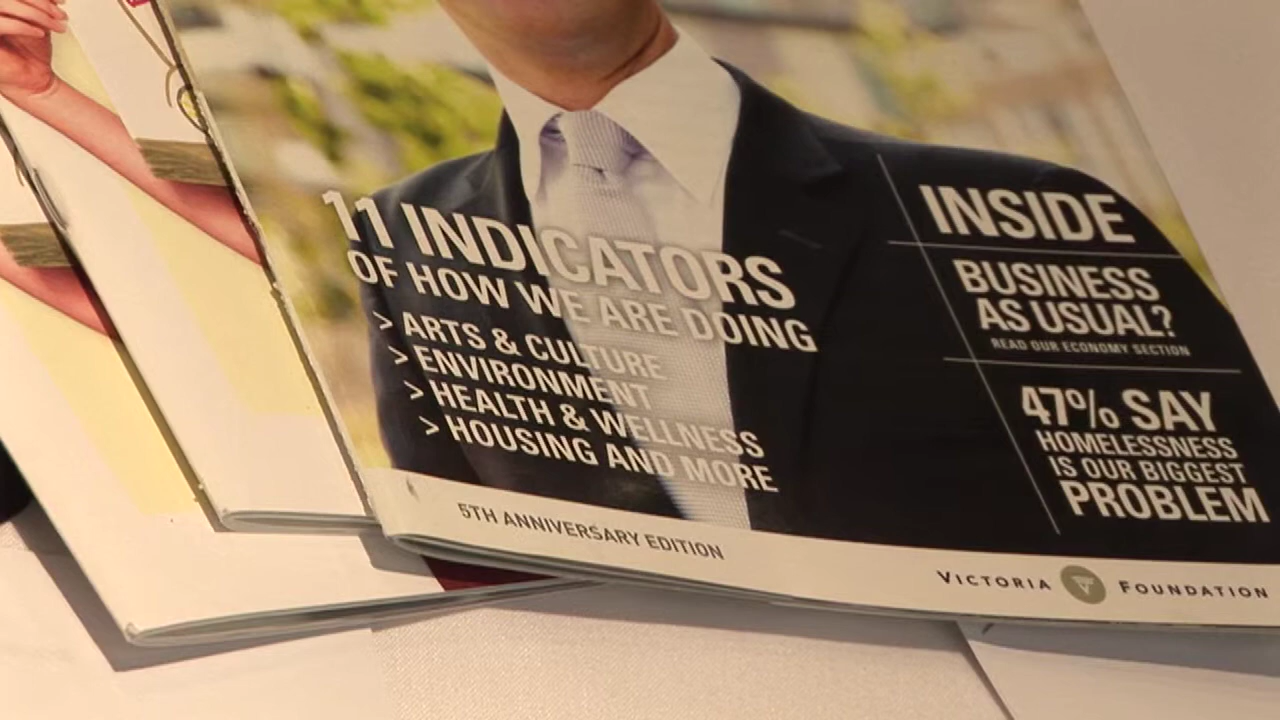 11 INDICATORS
OF HOW WE ARE DOING
> ARTS & CULTURE
> ENVIRONMENT
> HEALTH & WELLNESS
> HOUSING AND MORE
INSIDE
BUSINESS
AS USUAL?
READ OUR ECONOMY SECTION
47% SAY
HOMELESSNESS
IS OUR BIGGEST
PROBLEM
5TH ANNIVERSARY EDITION
VICTORIA FOUNDATION